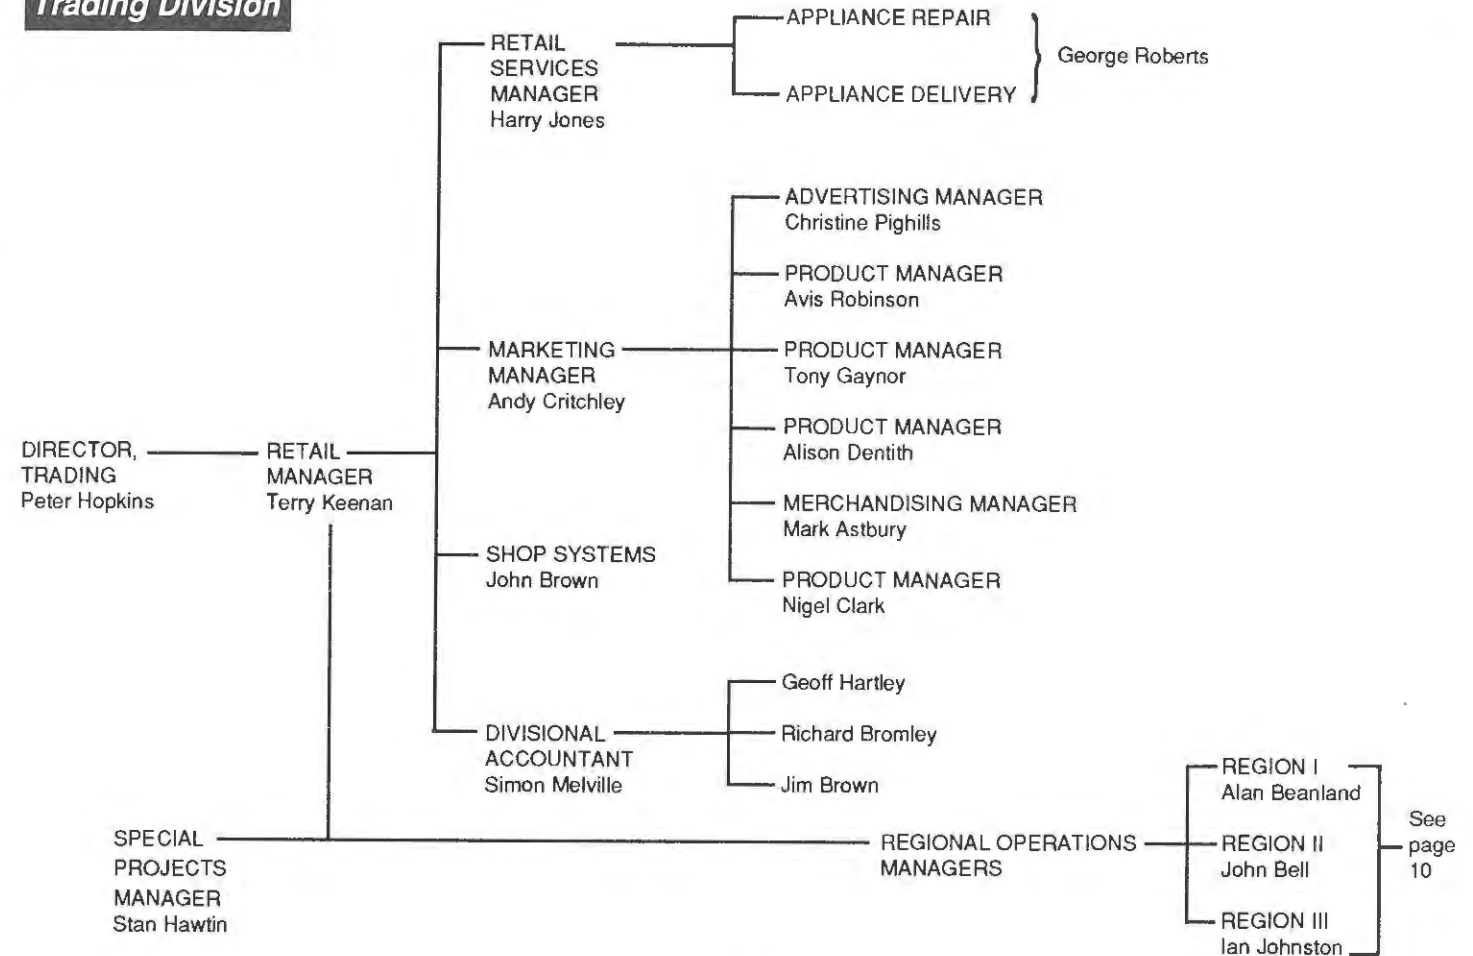 Trading Division
APPLIANCE REPAIR
RETAIL
SERVICES
MANAGER
Harry Jones
George Roberts
APPLIANCE DELIVERY
ADVERTISING MANAGER
Christine Pighills
PRODUCT MANAGER
Avis Robinson
MARKETING
MANAGER
Andy Critchley
PRODUCT MANAGER
Tony Gaynor
PRODUCT MANAGER
Alison Dentith
DIRECTOR,
TRADING
Peter Hopkins
RETAIL
MANAGER
Terry Keenan
MERCHANDISING MANAGER
Mark Astbury
SHOP SYSTEMS
John Brown
PRODUCT MANAGER
Nigel Clark
Geoff Hartley
DIVISIONAL
ACCOUNTANT
Simon Melville
Richard Bromley
Jim Brown
SPECIAL
PROJECTS
MANAGER
Stan Hawtin
REGIONAL OPERATIONS
MANAGERS
REGION I
Alan Beanland
REGION II
John Bell
REGION III
Ian Johnston
See
page
10